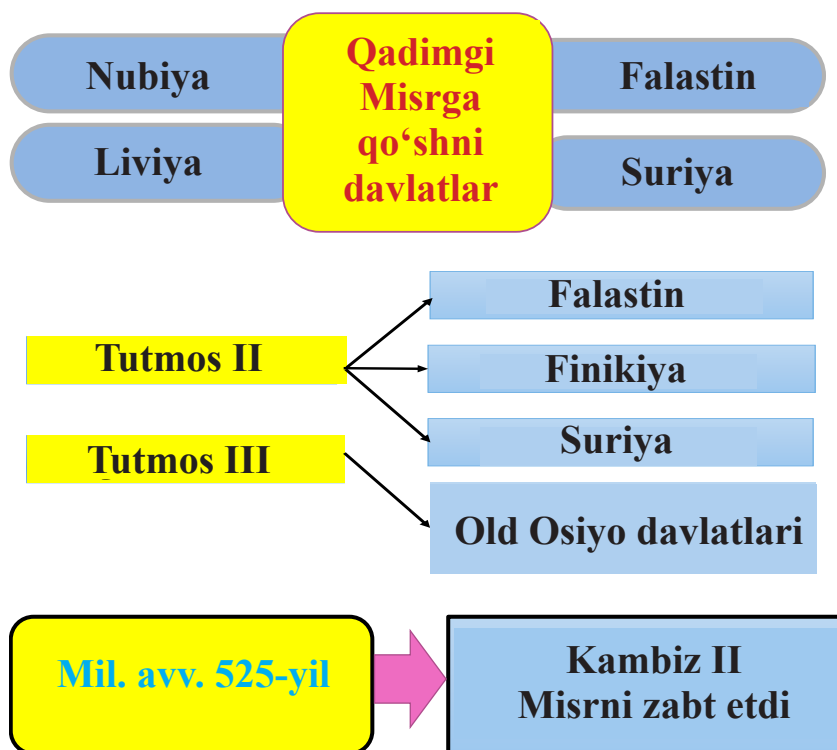 Nubiya
Liviya
Qadimgi
Misrga
qo‘shni
davlatlar
Falastin
Suriya
Tutmos II
Falastin
Finikiya
Suriya
Tutmos III
Old Osiyo davlatlari
Mil. avv. 525-yil
Kambiz II
Misrni zabt etdi